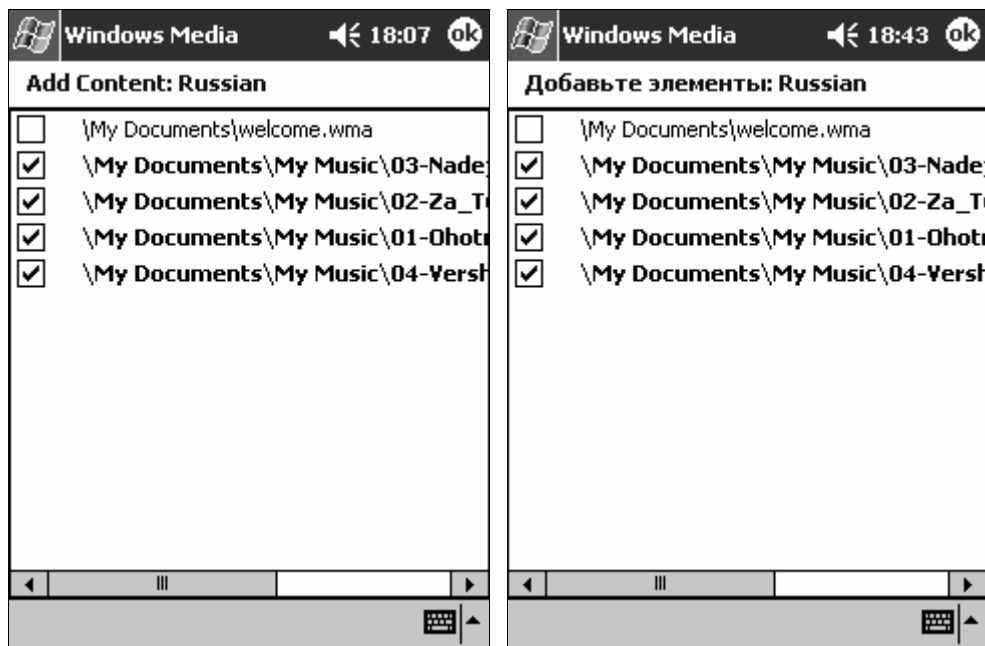 Windows Media 18:07 ok
Add Content: Russian
\My Documents\welcome.wma
\My Documents\My Music\03-Nade
\My Documents\My Music\02-Za_T
\My Documents\My Music\01-Ohot
\My Documents\My Music\04-Versh
Windows Media 18:43 ok
Добавьте элементы: Russian
\My Documents\welcome.wma
\My Documents\My Music\03-Nade
\My Documents\My Music\02-Za_T
\My Documents\My Music\01-Ohot
\My Documents\My Music\04-Versh